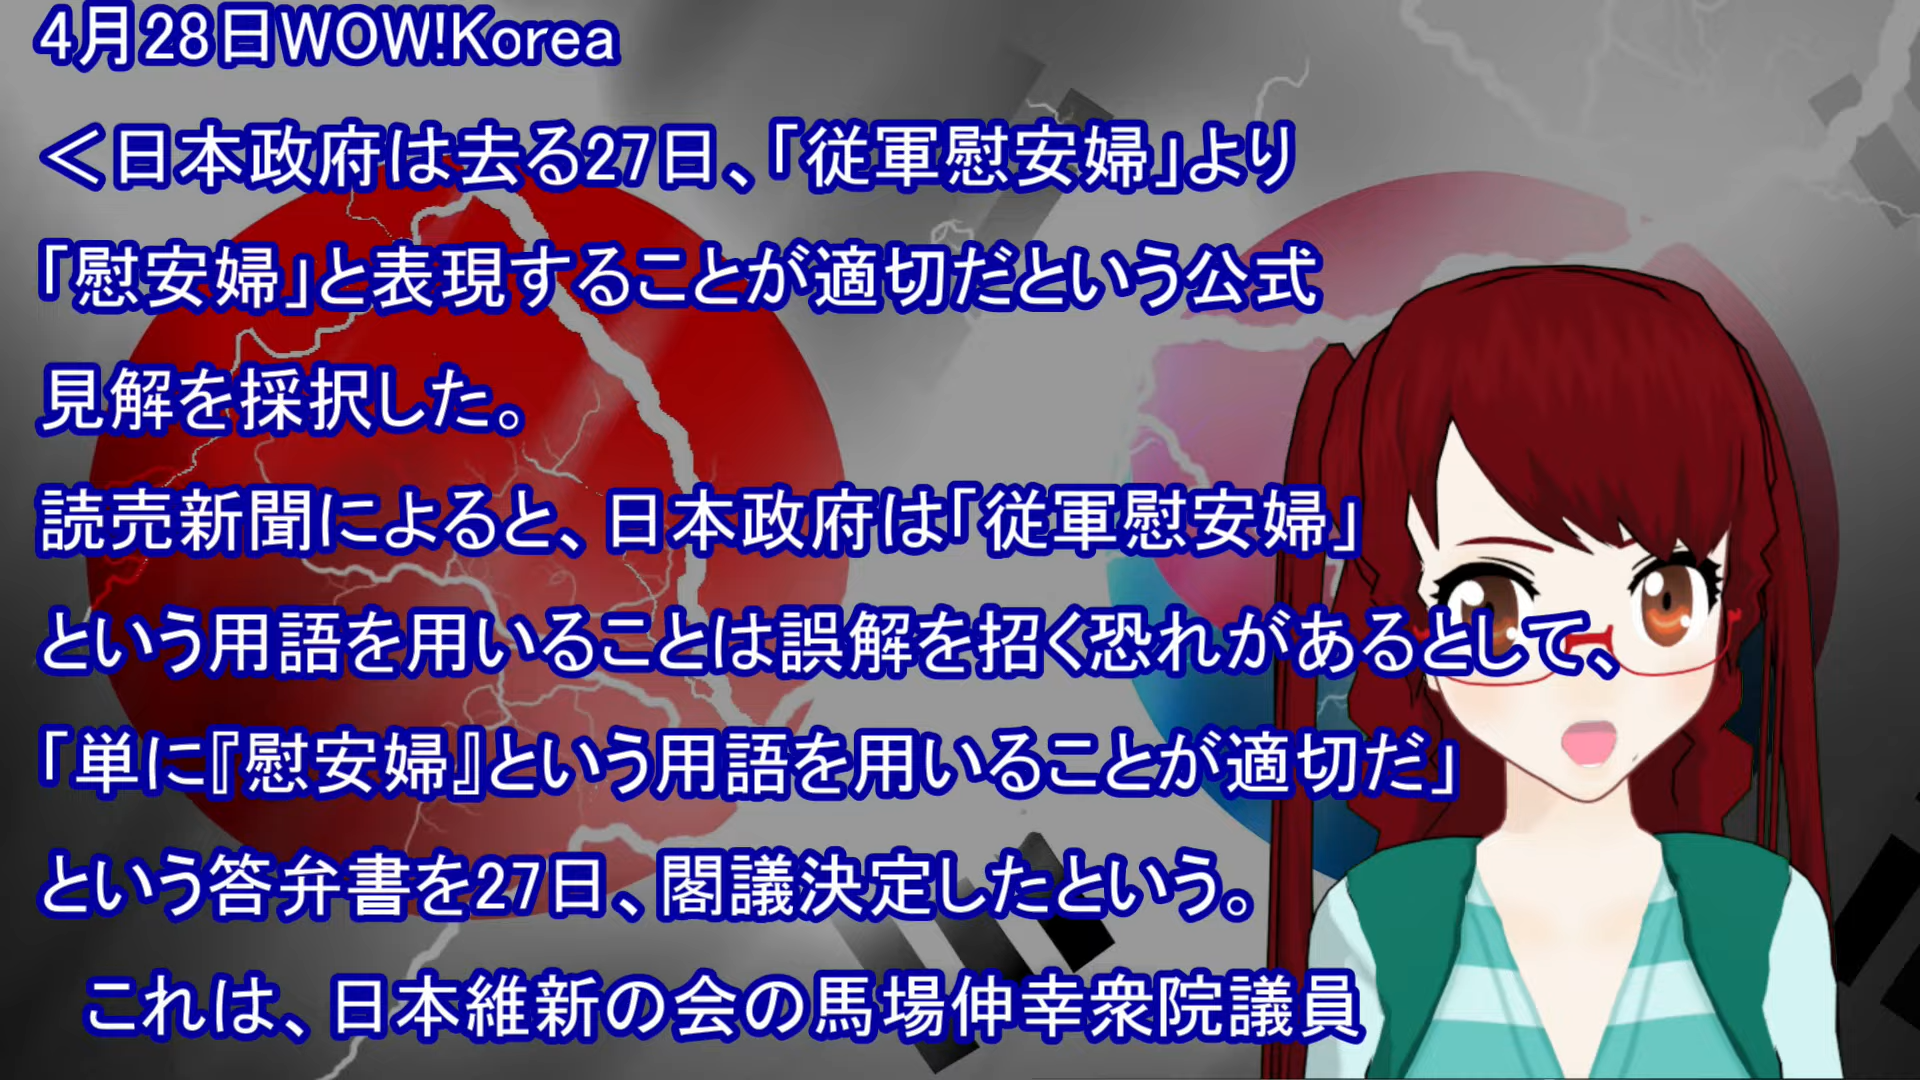 4月28日WOW!Korea
＜日本政府は去る27日、「従軍慰安婦」より
「慰安婦」と表現することが適切だという公式
見解を採択した。
読売新聞によると、日本政府は「従軍慰安婦」
という用語を用いることは誤解を招く恐れがあるとして、
「単に『慰安婦』という用語を用いることが適切だ」
という答弁書を27日、閣議決定したという。
これは、日本維新の会の馬場伸幸衆院議員